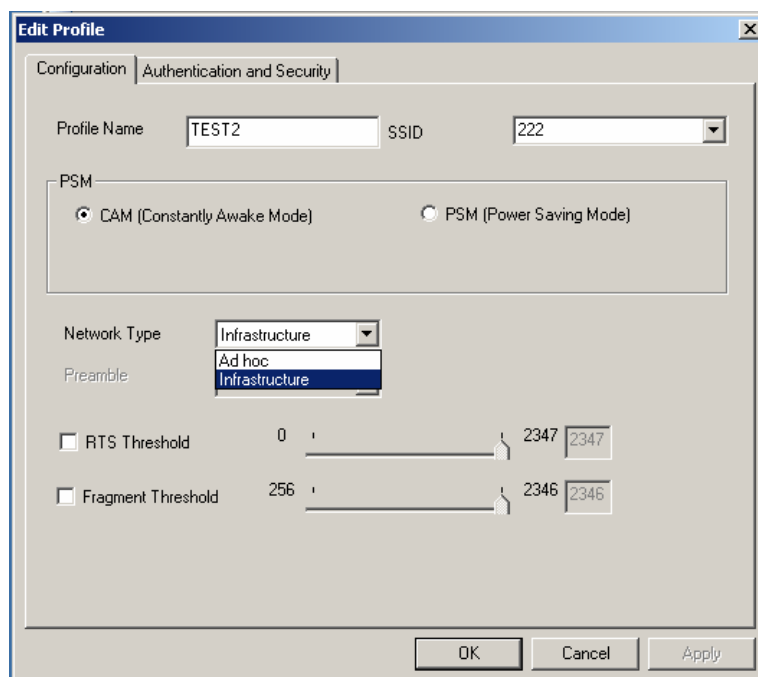 Edit Profile
Configuration Authentication and Security
Profile Name TEST2 SSID 222
PSM
CAM (Constantly Awake Mode) PSM (Power Saving Mode)
Network Type Infrastructure
Ad hoc
Preamble Infrastructure
RTS Threshold 0 2347 2347
Fragment Threshold 256 2346 2346
OK Cancel Apply